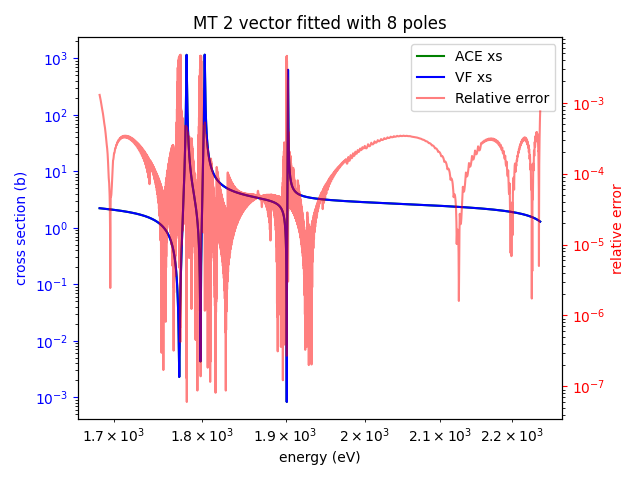 MT 2 vector fitted with 8 poles
ACE xs
VF xs
Relative error
10³
10²
10¹
10⁰
10⁻¹
10⁻²
10⁻³
cross section (b)
10⁻³
10⁻⁴
10⁻⁵
10⁻⁶
10⁻⁷
relative error
1.7 × 10³ 1.8 × 10³ 1.9 × 10³ 2 × 10³ 2.1 × 10³ 2.2 × 10³
energy (eV)